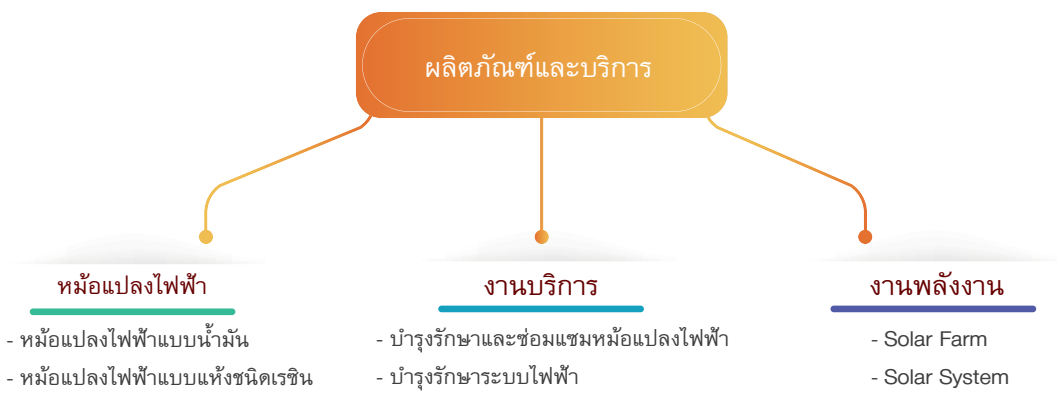 ผลิตภัณฑ์และบริการ
หม้อแปลงไฟฟ้า
- หม้อแปลงไฟฟ้าแบบน้ำมัน
- หม้อแปลงไฟฟ้าแบบแห้งชนิดเรซิน
งานบริการ
- บำรุงรักษาและซ่อมแซมหม้อแปลงไฟฟ้า
- บำรุงรักษาระบบไฟฟ้า
งานพลังงาน
- Solar Farm
- Solar System